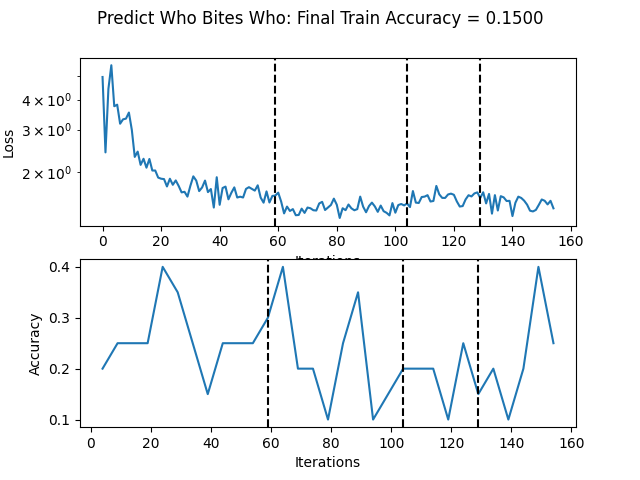 Predict Who Bites Who: Final Train Accuracy = 0.1500
4 × 10⁰
3 × 10⁰
2 × 10⁰
Loss
0 20 40 60 80 100 120 140 160
Iterations
0.4
0.3
0.2
0.1
Accuracy
0 20 40 60 80 100 120 140 160
Iterations